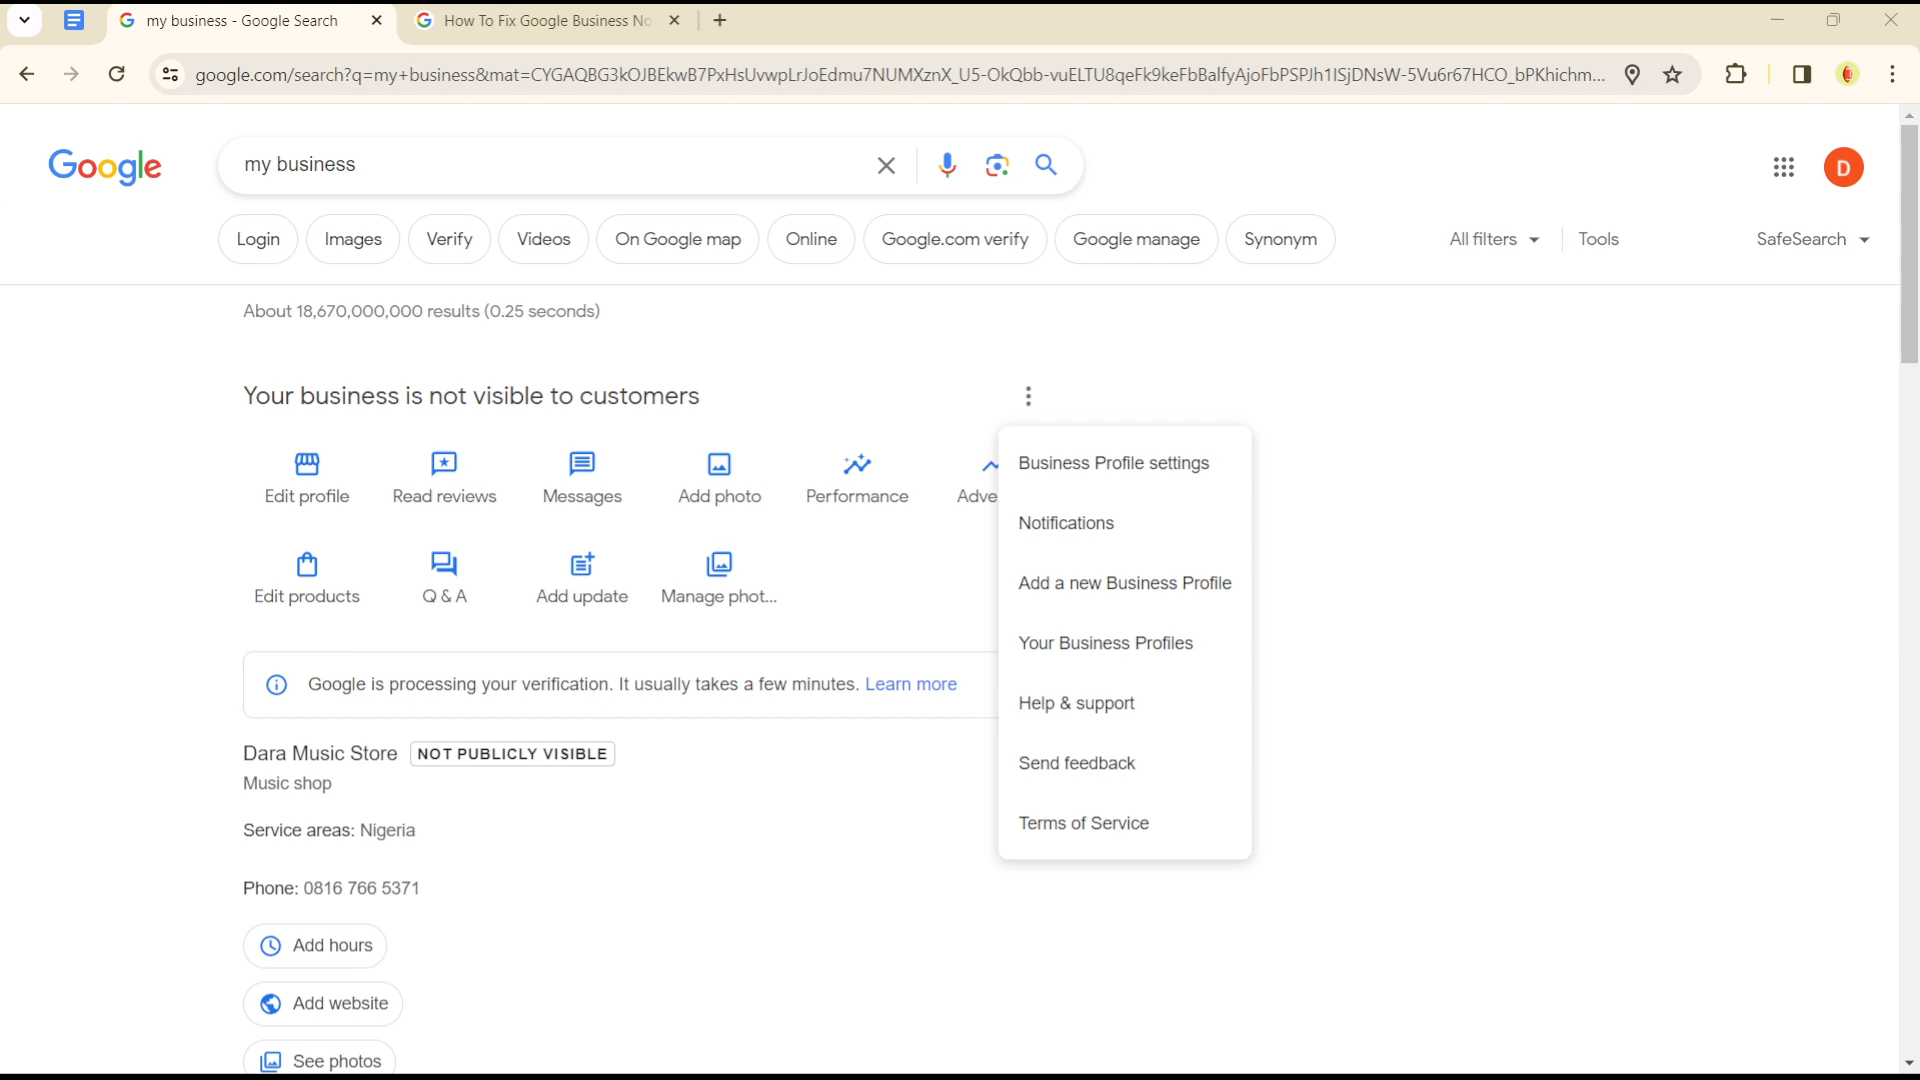 my business - Google Search
How To Fix Google Business No
google.com/search?q=my+business&mat=CYGAQBG3kOJBEkwB7PxHsUvwpLrJoEdmu7NUMXznX_U5-OkQbb-vuELTU8qeFk9keFbBalfyAjoFbPSPJh1ISjDNsW-5Vu6r67HCO_bPKhichm...
Google
my business
D
Login
Images
Verify
Videos
On Google map
Online
Google.com verify
Google manage
Synonym
All filters
Tools
SafeSearch
About 18,670,000,000 results (0.25 seconds)
Your business is not visible to customers
Edit profile
Read reviews
Messages
Add photo
Performance
Adve
Edit products
Q & A
Add update
Manage phot...
Business Profile settings
Notifications
Add a new Business Profile
Your Business Profiles
Help & support
Send feedback
Terms of Service
Google is processing your verification. It usually takes a few minutes. Learn more
Dara Music Store NOT PUBLICLY VISIBLE
Music shop
Service areas: Nigeria
Phone: 0816 766 5371
Add hours
Add website
See photos